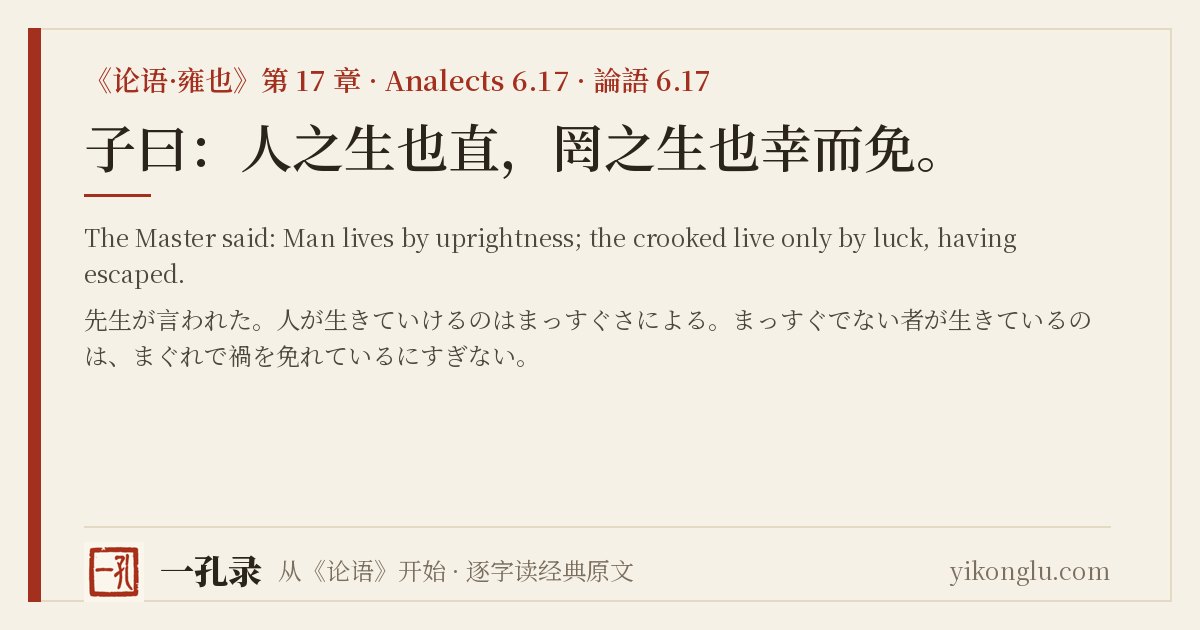 《论语·雍也》第 17 章 · Analects 6.17 · 論語 6.17
子曰：人之生也直，罔之生也幸而免。
The Master said: Man lives by uprightness; the crooked live only by luck, having
escaped.
先生が言われた。人が生きていけるのはまっすぐさによる。まっすぐでない者が生きているの
は、まぐれで禍を免れているにすぎない。
一孔
一孔录 从《论语》开始 · 逐字读经典原文
yikonglu.com